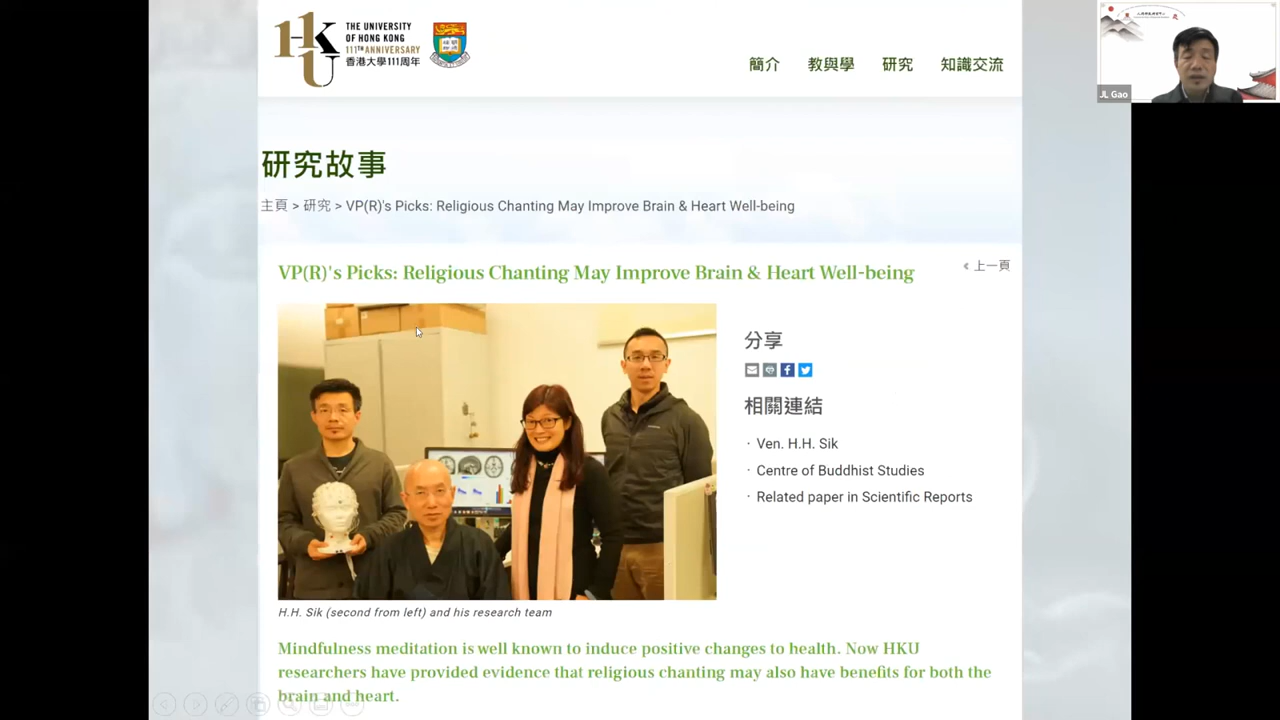 THE UNIVERSITY
OF HONG KONG
111TH ANNIVERSARY
香港大學111周年
簡介 教與學 研究 知識交流
JL Gao
研究故事
主頁 > 研究 > VP(R)'s Picks: Religious Chanting May Improve Brain & Heart Well-being
VP(R)'s Picks: Religious Chanting May Improve Brain & Heart Well-being
« 上一頁
分享
相關連結
· Ven. H.H. Sik
· Centre of Buddhist Studies
· Related paper in Scientific Reports
H.H. Sik (second from left) and his research team
Mindfulness meditation is well known to induce positive changes to health. Now HKU
researchers have provided evidence that religious chanting may also have benefits for both the
brain and heart.